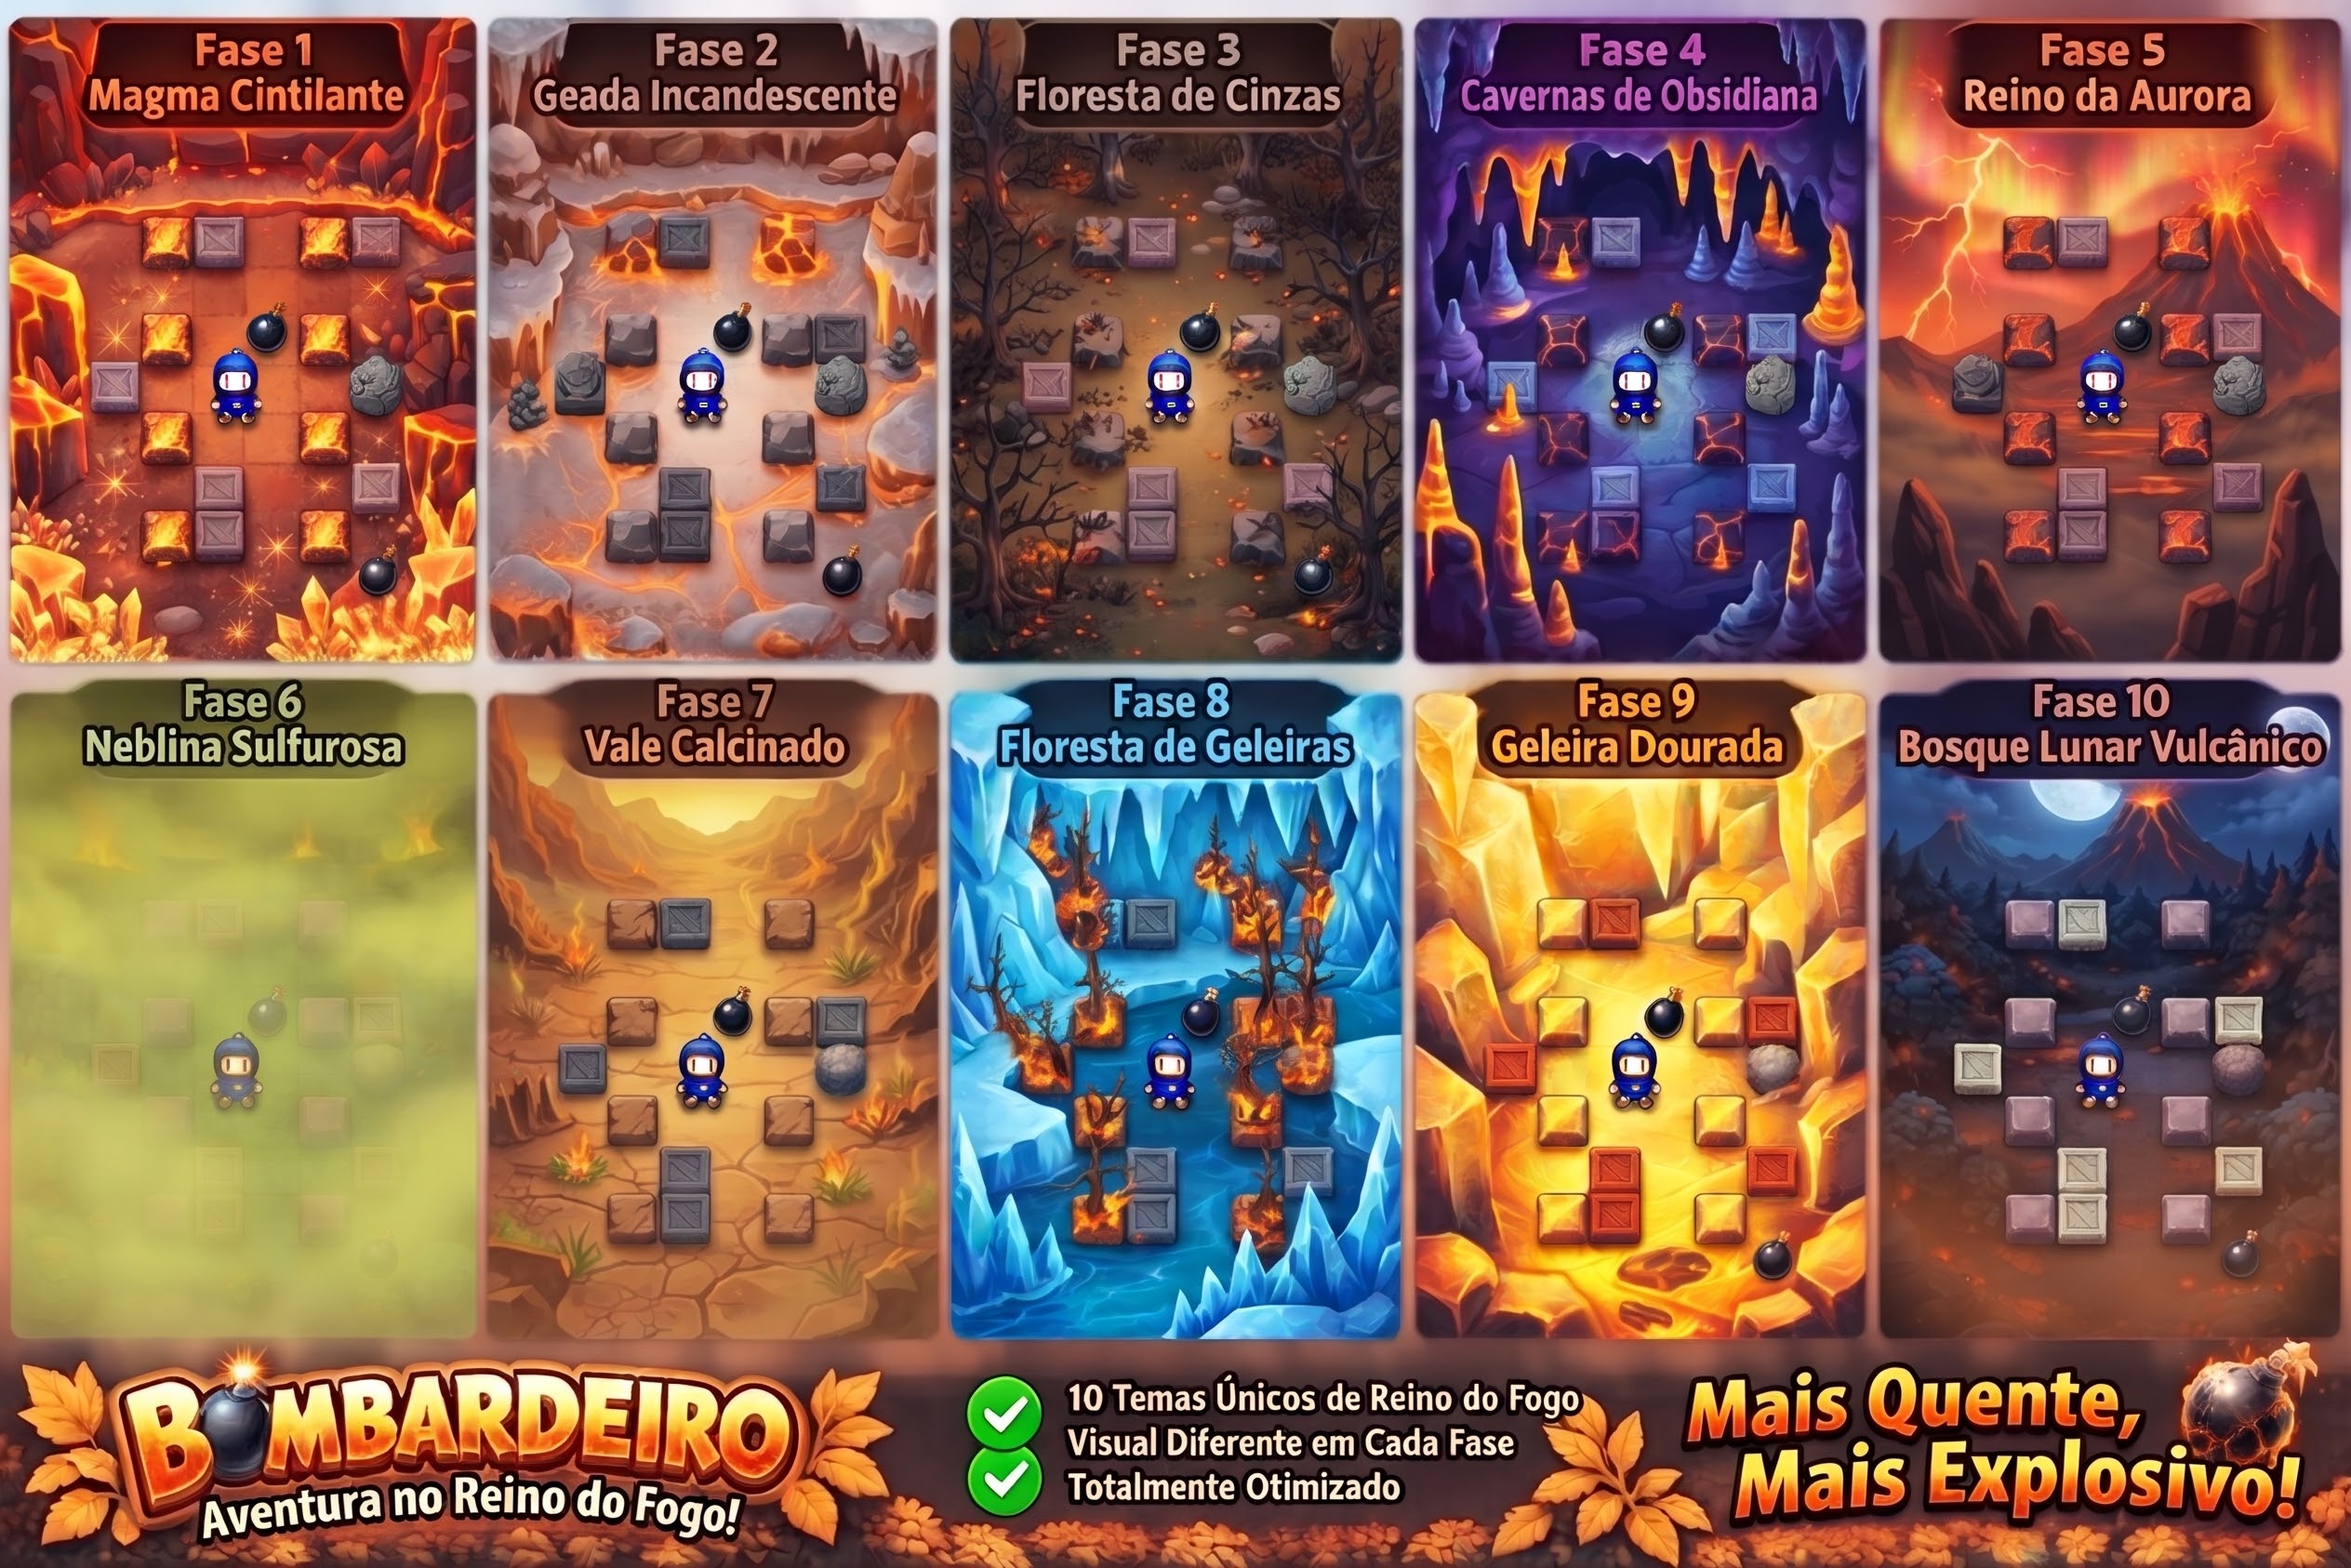 Fase 1
Magma Cintilante
Fase 2
Geada Incandescente
Fase 3
Floresta de Cinzas
Fase 4
Cavernas de Obsidiana
Fase 5
Reino da Aurora
Fase 6
Neblina Sulfurosa
Fase 7
Vale Calcinado
Fase 8
Floresta de Geleiras
Fase 9
Geleira Dourada
Fase 10
Bosque Lunar Vulcânico
BOMBARDEIRO
Aventura no Reino do Fogo!
10 Temas Únicos de Reino do Fogo
Visual Diferente em Cada Fase
Totalmente Otimizado
Mais Quente,
Mais Explosivo!